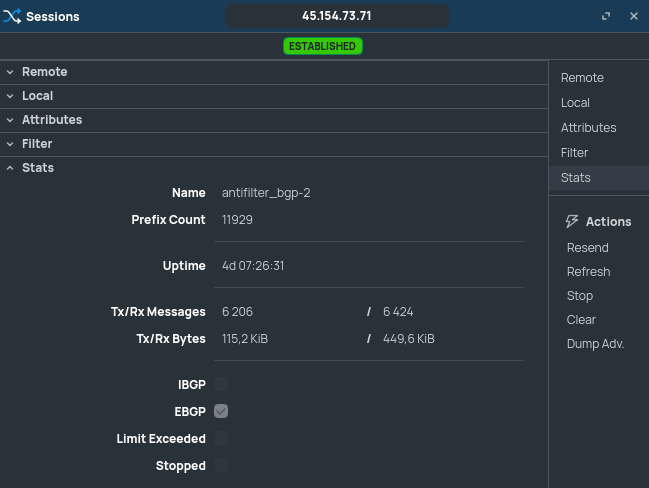 Sessions
45.154.73.71
ESTABLISHED
Remote
Local
Attributes
Filter
Stats
Name antifilter_bgp-2
Prefix Count 11929
Uptime 4d 07:26:31
Tx/Rx Messages 6 206 / 6 424
Tx/Rx Bytes 115,2 KiB / 449,6 KiB
IBGP
EBGP
Limit Exceeded
Stopped
Remote
Local
Attributes
Filter
Stats
Actions
Resend
Refresh
Stop
Clear
Dump Adv.